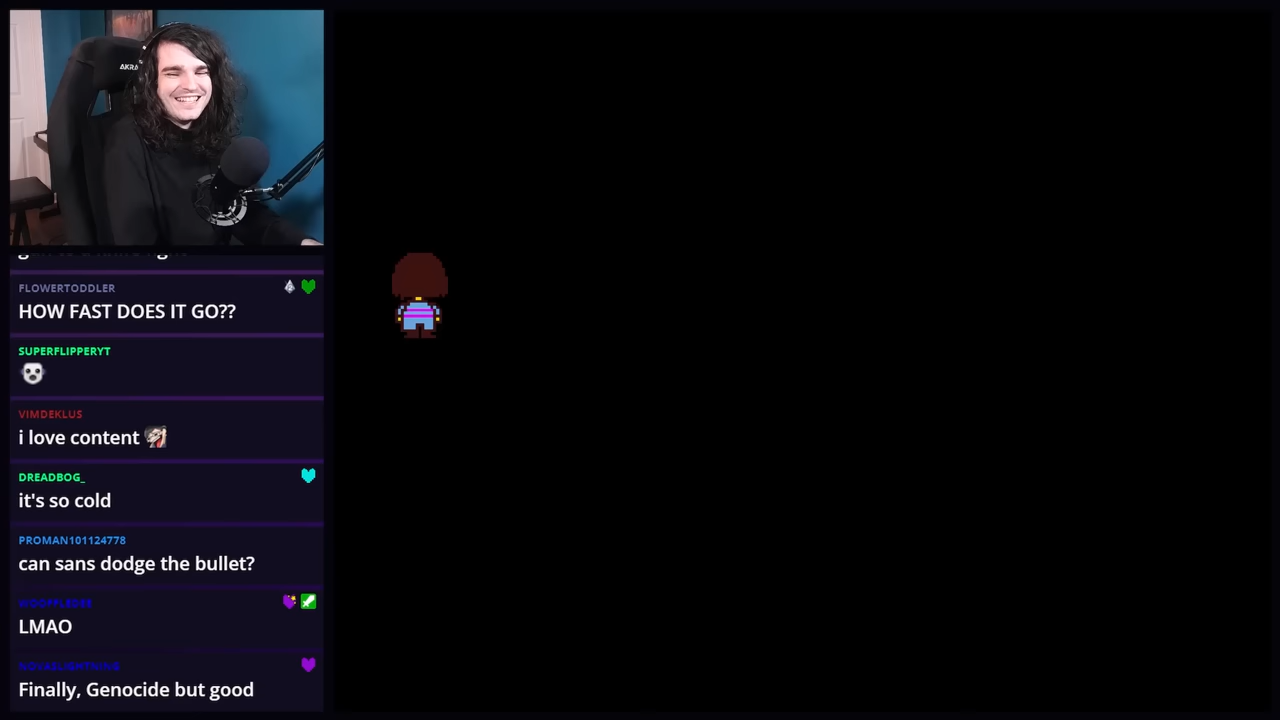 AKRA
FLOWERTODDLER
HOW FAST DOES IT GO??
SUPERFLIPPERYT
VIMDEKLUS
i love content
DREADBOG_
it's so cold
PROMAN101124778
can sans dodge the bullet?
LMAO
Finally, Genocide but good